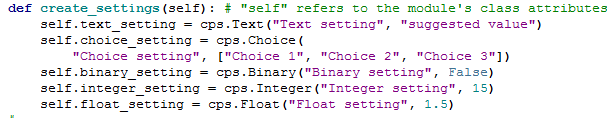 def create_settings(self): # "self" refers to the module's class attributes
    self.text_setting = cps.Text("Text setting", "suggested value")
    self.choice_setting = cps.Choice(
        "Choice setting", ["Choice 1", "Choice 2", "Choice 3"])
    self.binary_setting = cps.Binary("Binary setting", False)
    self.integer_setting = cps.Integer("Integer setting", 15)
    self.float_setting = cps.Float("Float setting", 1.5)